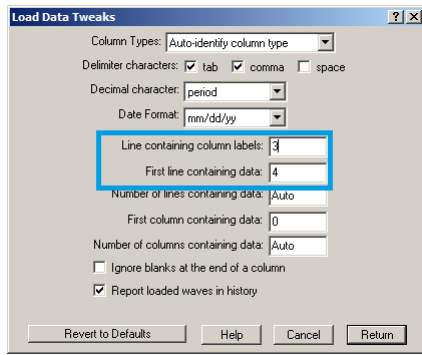 Load Data Tweaks
Column Types: Auto-identify column type
Delimiter characters: tab comma space
Decimal character: period
Date Format: mm/dd/yy
Line containing column labels: 3
First line containing data: 4
Number of lines containing data: Auto
First column containing data: 0
Number of columns containing data: Auto
Ignore blanks at the end of a column
Report loaded waves in history
Revert to Defaults Help Cancel Return